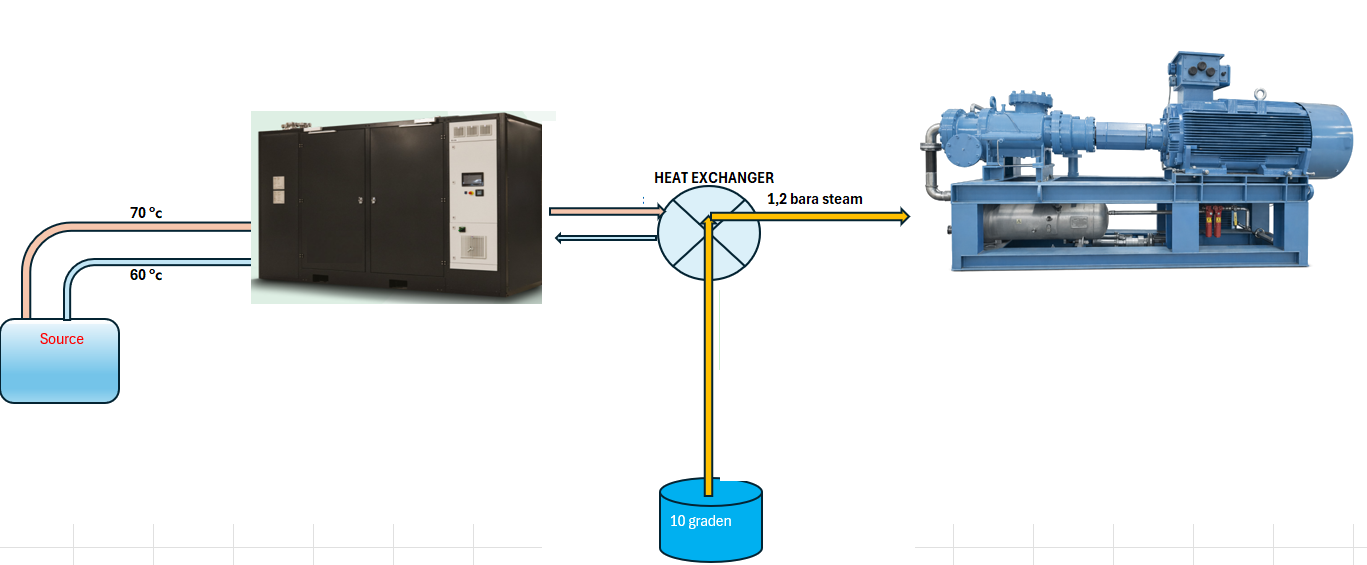 HEAT EXCHANGER
1,2 bara steam
70 °c
60 °c
Source
10 graden